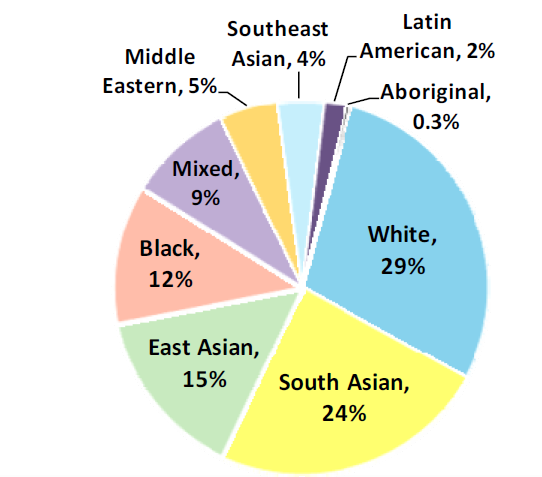 Southeast
Asian, 4%
Latin
American, 2%
Middle
Eastern, 5%
Aboriginal,
0.3%
Mixed,
9%
White,
29%
Black,
12%
East Asian,
15%
South Asian,
24%